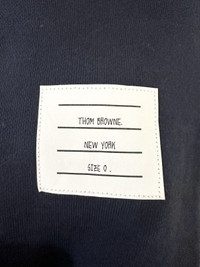 THOM BROWNE.
NEW YORK
SIZE 0.